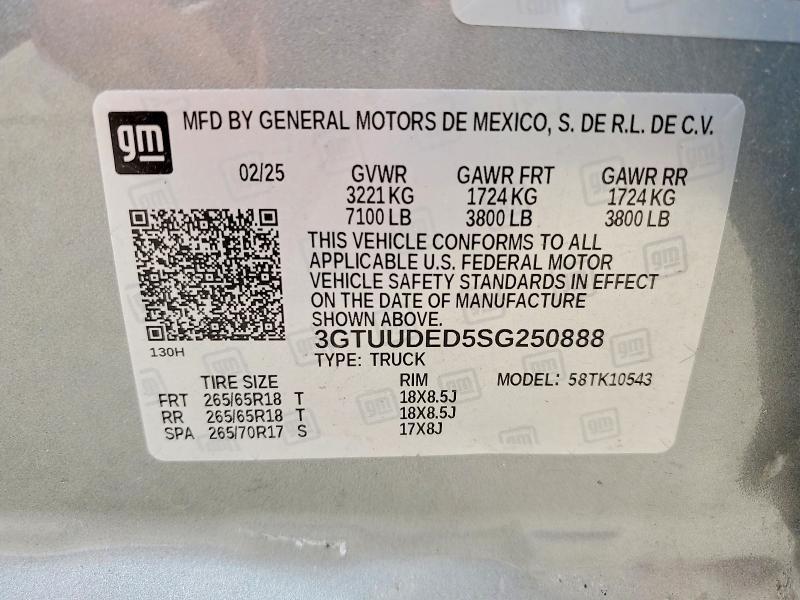 gm MFD BY GENERAL MOTORS DE MEXICO, S. DE R.L. DE C.V.
02/25 GVWR GAWR FRT GAWR RR
3221 KG 1724 KG 1724 KG
7100 LB 3800 LB 3800 LB
THIS VEHICLE CONFORMS TO ALL
APPLICABLE U.S. FEDERAL MOTOR
VEHICLE SAFETY STANDARDS IN EFFECT
ON THE DATE OF MANUFACTURE
SHOWN ABOVE.
3GTUUDED5SG250888
130H
TYPE: TRUCK
TIRE SIZE RIM MODEL: 58TK10543
FRT 265/65R18 T 18X8.5J
RR 265/65R18 T 18X8.5J
SPA 265/70R17 S 17X8J